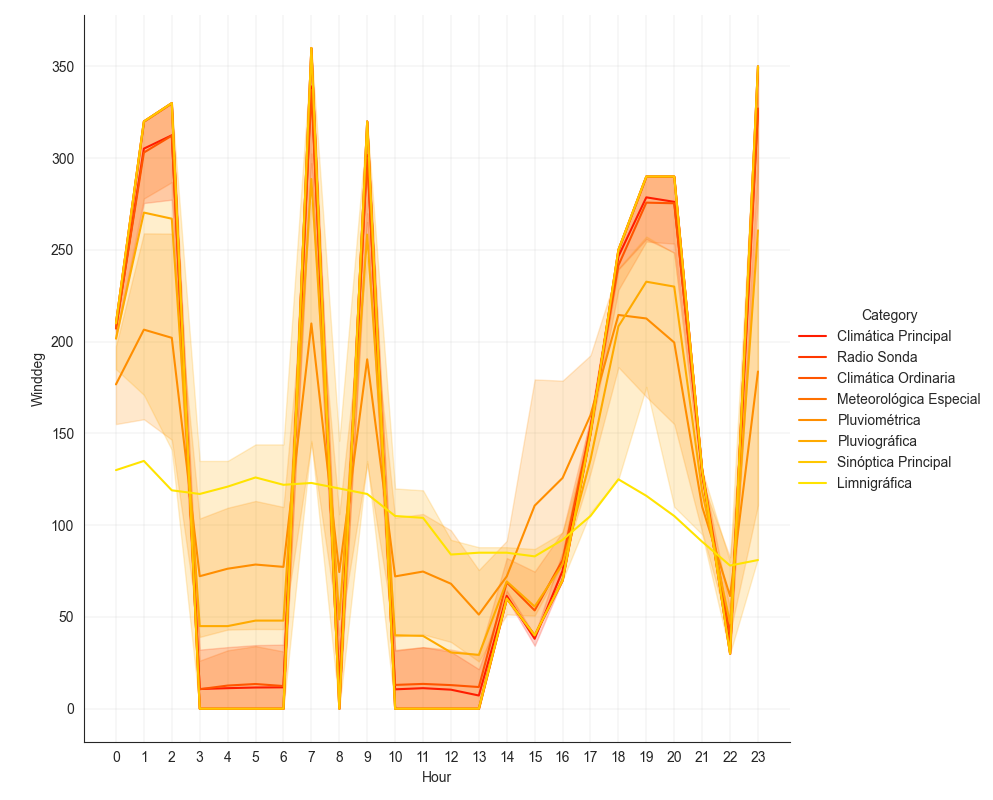 350
300
250
200
150
100
50
0
Winddeg
0 1 2 3 4 5 6 7 8 9 10 11 12 13 14 15 16 17 18 19 20 21 22 23
Hour
Category
Climática Principal
Radio Sonda
Climática Ordinaria
Meteorológica Especial
Pluviométrica
Pluviográfica
Sinóptica Principal
Limnigráfica